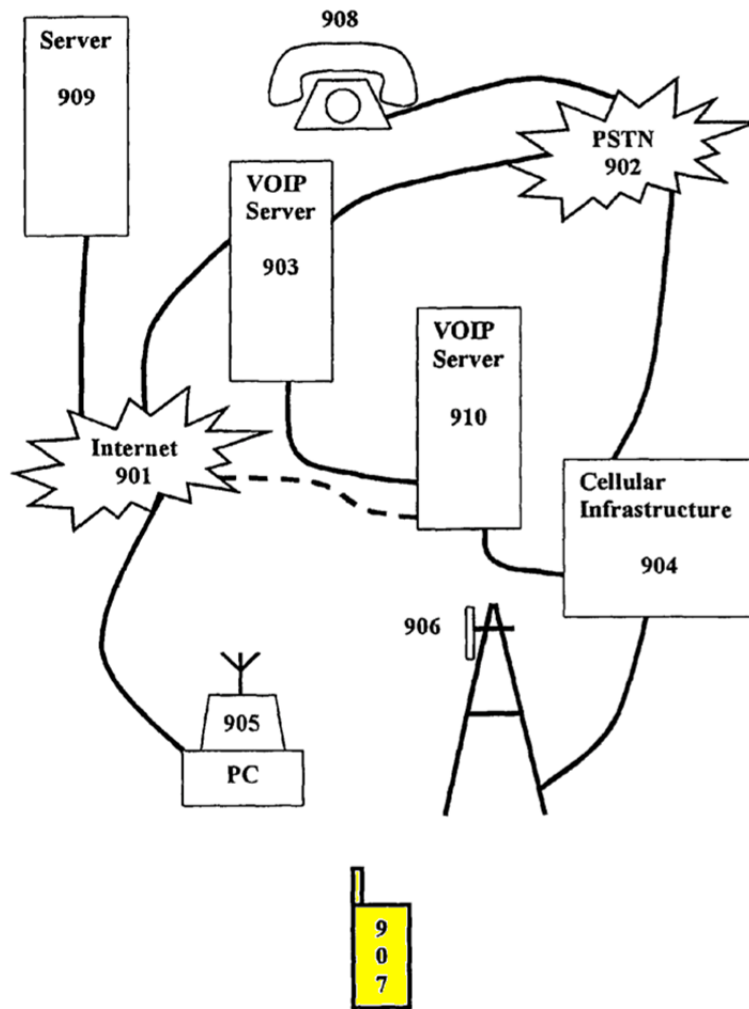 908
Server
909
PSTN
902
VOIP
Server
903
VOIP
Server
910
Internet
901
Cellular
Infrastructure
904
906
905
PC
9
0
7